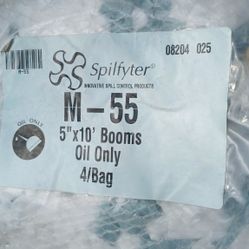 08204 025
M-55
Spilfyter®
INNOVATIVE SPILL CONTROL PRODUCTS
M-55
OIL ONLY
5"x10' Booms
Oil Only
4/Bag